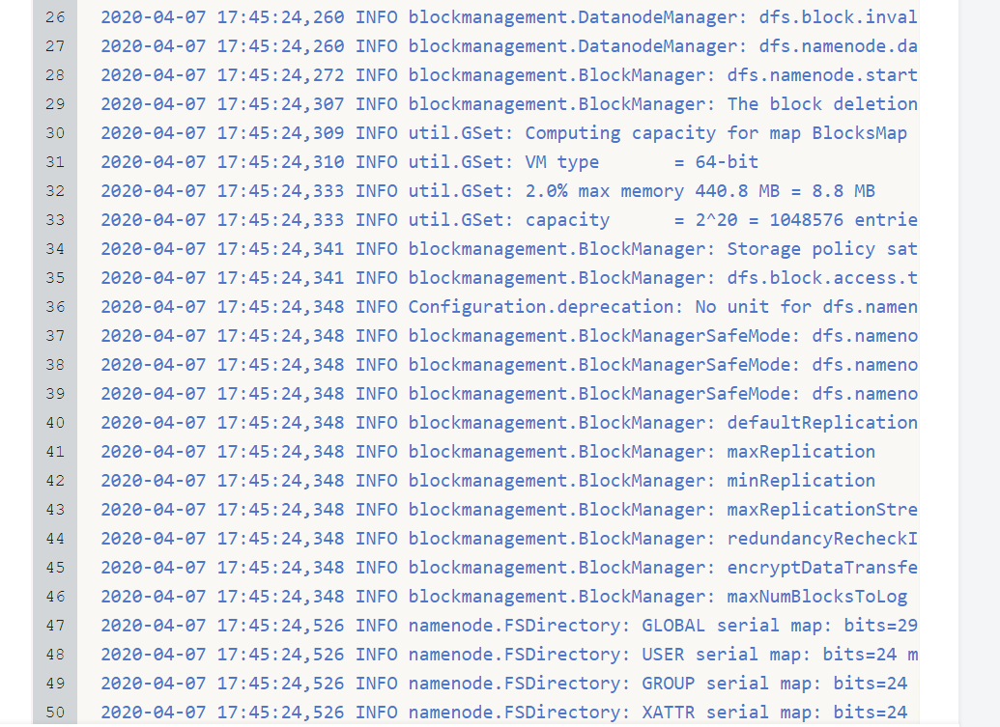 26 2020-04-07 17:45:24,260 INFO blockmanagement.DatanodeManager: dfs.block.inval
27 2020-04-07 17:45:24,260 INFO blockmanagement.DatanodeManager: dfs.namenode.da
28 2020-04-07 17:45:24,272 INFO blockmanagement.BlockManager: dfs.namenode.start
29 2020-04-07 17:45:24,307 INFO blockmanagement.BlockManager: The block deletion
30 2020-04-07 17:45:24,309 INFO util.GSet: Computing capacity for map BlocksMap
31 2020-04-07 17:45:24,310 INFO util.GSet: VM type       = 64-bit
32 2020-04-07 17:45:24,333 INFO util.GSet: 2.0% max memory 440.8 MB = 8.8 MB
33 2020-04-07 17:45:24,333 INFO util.GSet: capacity      = 2^20 = 1048576 entrie
34 2020-04-07 17:45:24,341 INFO blockmanagement.BlockManager: Storage policy sat
35 2020-04-07 17:45:24,341 INFO blockmanagement.BlockManager: dfs.block.access.t
36 2020-04-07 17:45:24,348 INFO Configuration.deprecation: No unit for dfs.namen
37 2020-04-07 17:45:24,348 INFO blockmanagement.BlockManagerSafeMode: dfs.nameno
38 2020-04-07 17:45:24,348 INFO blockmanagement.BlockManagerSafeMode: dfs.nameno
39 2020-04-07 17:45:24,348 INFO blockmanagement.BlockManagerSafeMode: dfs.nameno
40 2020-04-07 17:45:24,348 INFO blockmanagement.BlockManager: defaultReplication
41 2020-04-07 17:45:24,348 INFO blockmanagement.BlockManager: maxReplication
42 2020-04-07 17:45:24,348 INFO blockmanagement.BlockManager: minReplication
43 2020-04-07 17:45:24,348 INFO blockmanagement.BlockManager: maxReplicationStre
44 2020-04-07 17:45:24,348 INFO blockmanagement.BlockManager: redundancyRecheckI
45 2020-04-07 17:45:24,348 INFO blockmanagement.BlockManager: encryptDataTransfe
46 2020-04-07 17:45:24,348 INFO blockmanagement.BlockManager: maxNumBlocksToLog
47 2020-04-07 17:45:24,526 INFO namenode.FSDirectory: GLOBAL serial map: bits=29
48 2020-04-07 17:45:24,526 INFO namenode.FSDirectory: USER serial map: bits=24 m
49 2020-04-07 17:45:24,526 INFO namenode.FSDirectory: GROUP serial map: bits=24
50 2020-04-07 17:45:24,526 INFO namenode.FSDirectory: XATTR serial map: bits=24